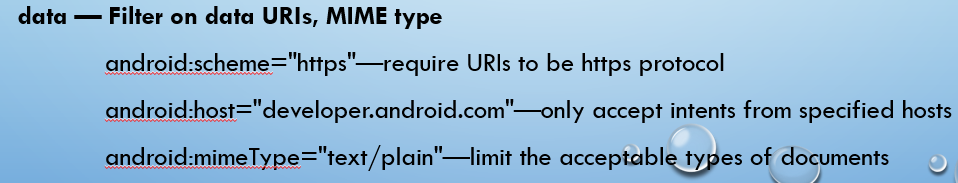 data — Filter on data URIs, MIME type
android:scheme="https"—require URIs to be https protocol
android:host="developer.android.com"—only accept intents from specified hosts
android:mimeType="text/plain"—limit the acceptable types of documents